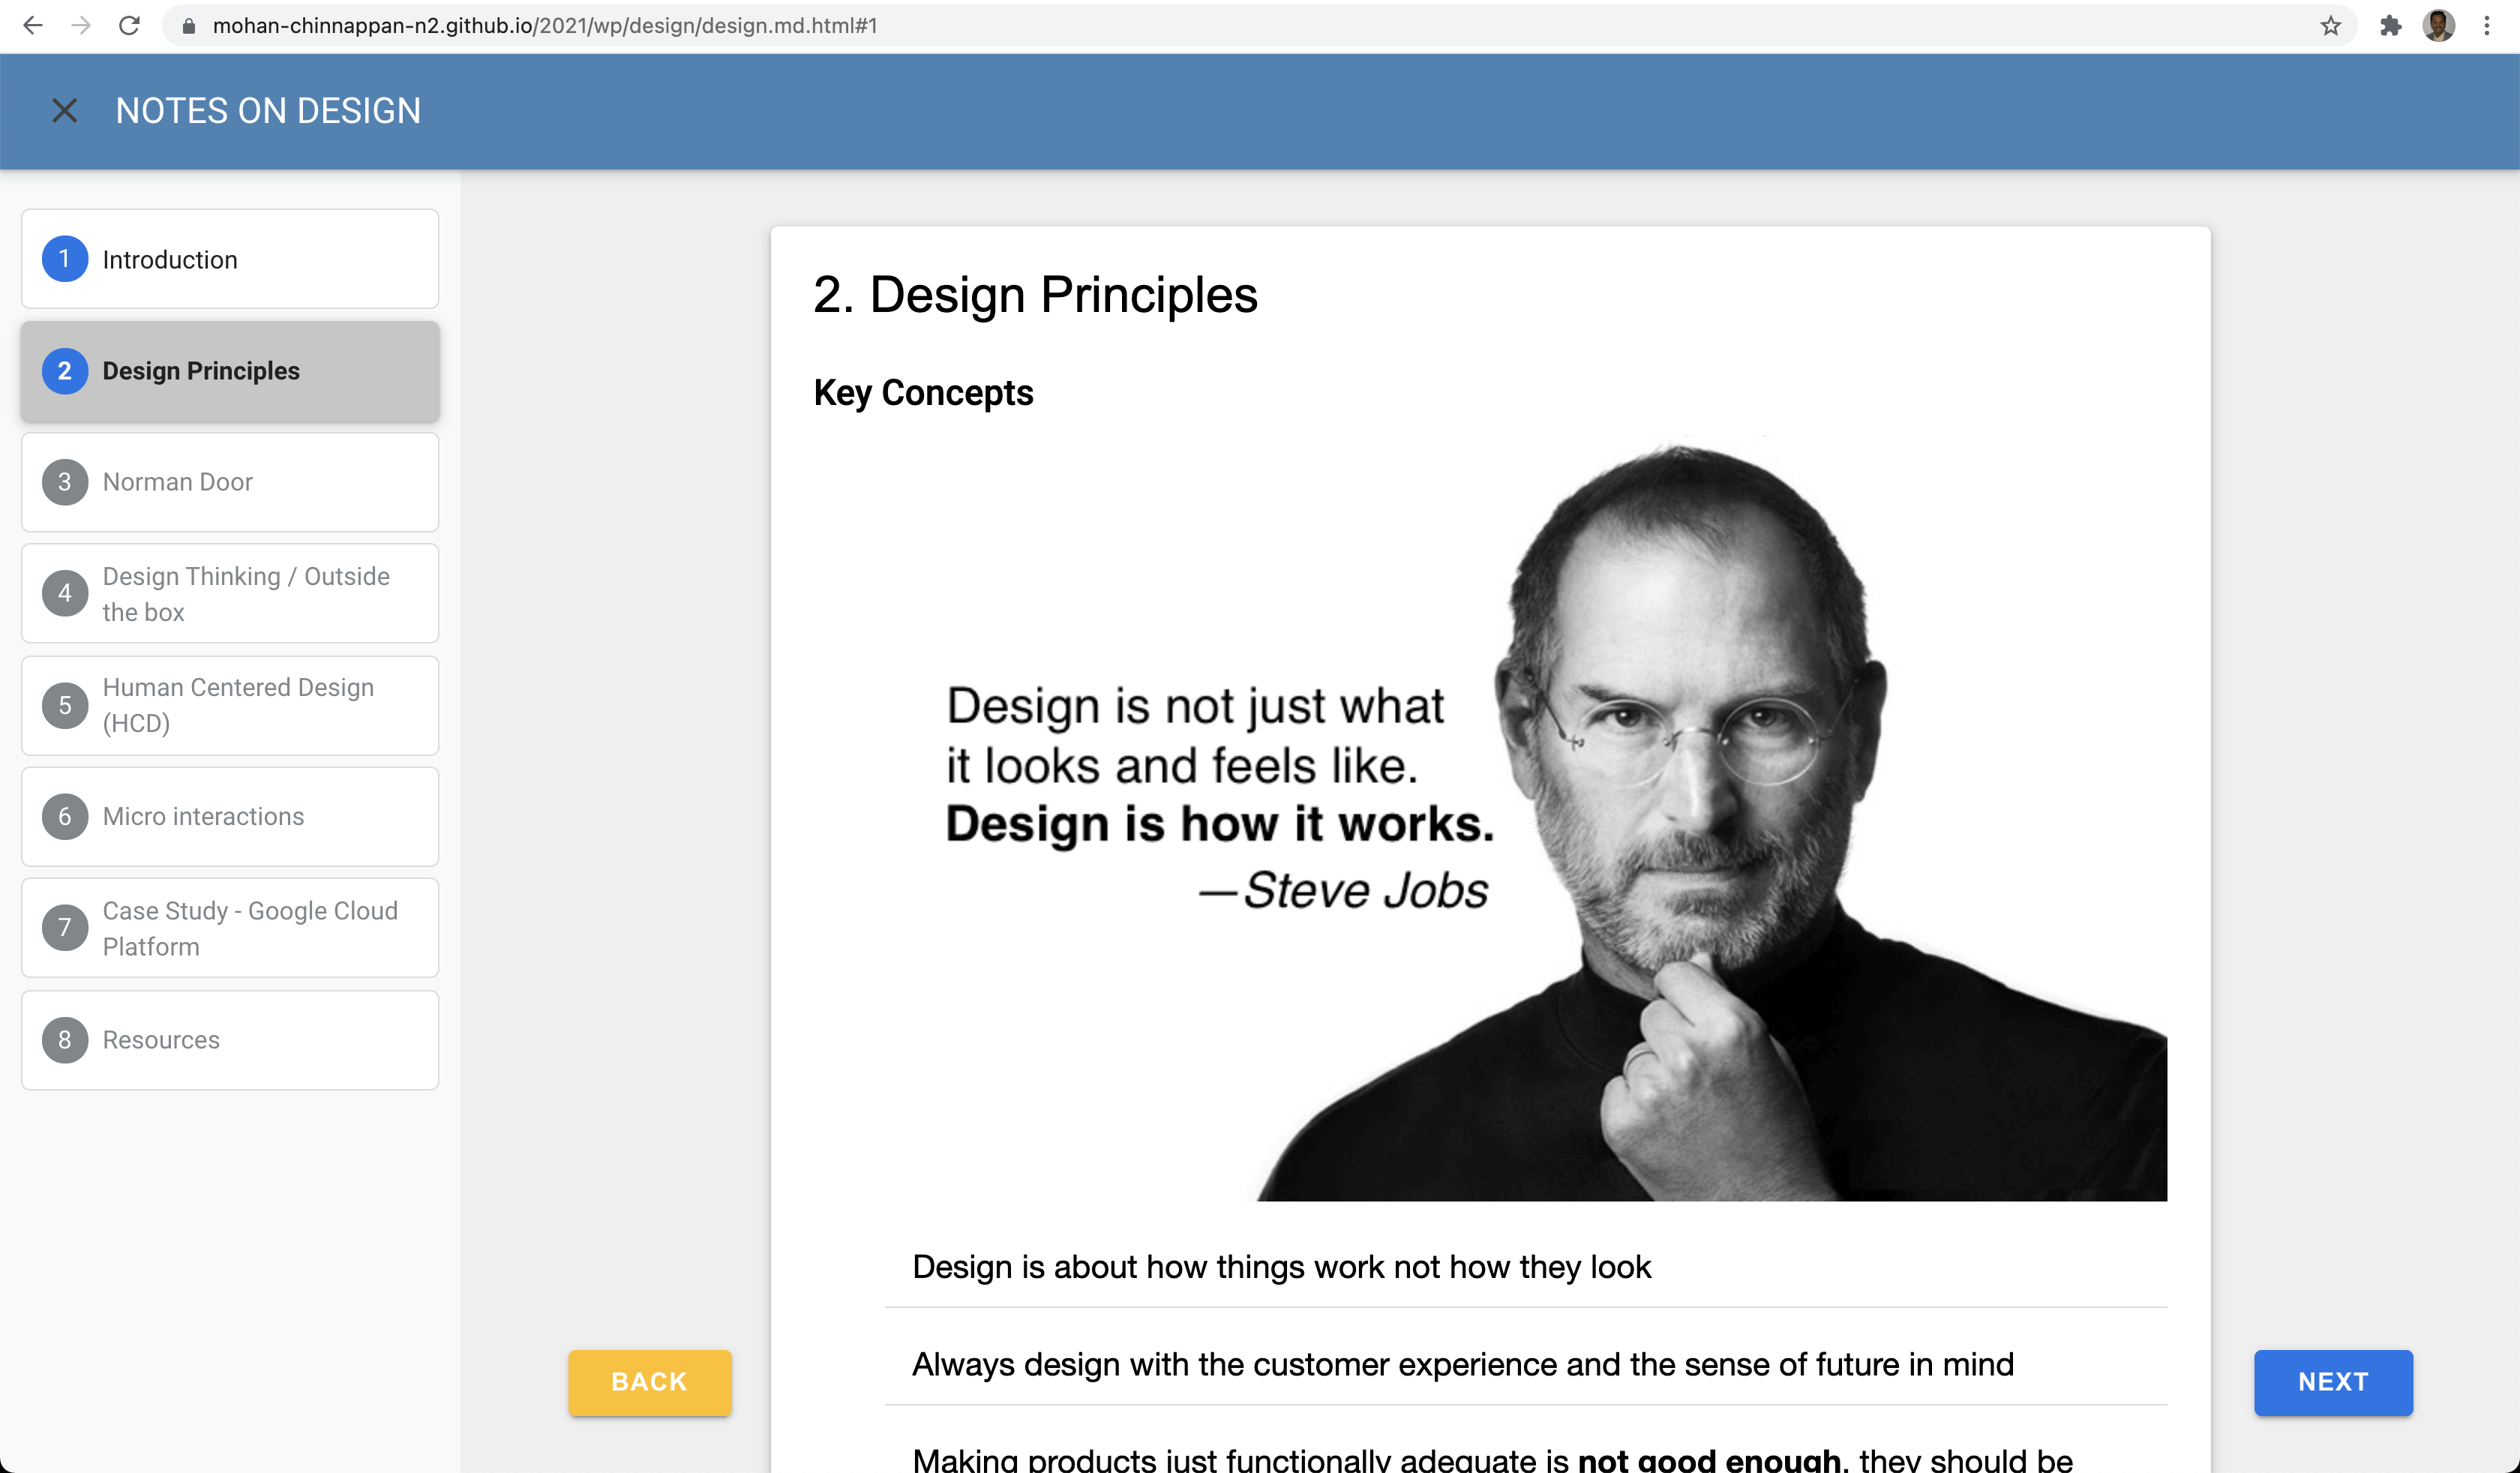 mohan-chinnappan-n2.github.io/2021/wp/design/design.md.html#1
NOTES ON DESIGN
1 Introduction
2 Design Principles
3 Norman Door
4 Design Thinking / Outside
the box
5 Human Centered Design
(HCD)
6 Micro interactions
7 Case Study - Google Cloud
Platform
8 Resources
2. Design Principles
Key Concepts
Design is not just what
it looks and feels like.
Design is how it works.
—Steve Jobs
Design is about how things work not how they look
Always design with the customer experience and the sense of future in mind
Making products just functionally adequate is not good enough, they should be
BACK
NEXT